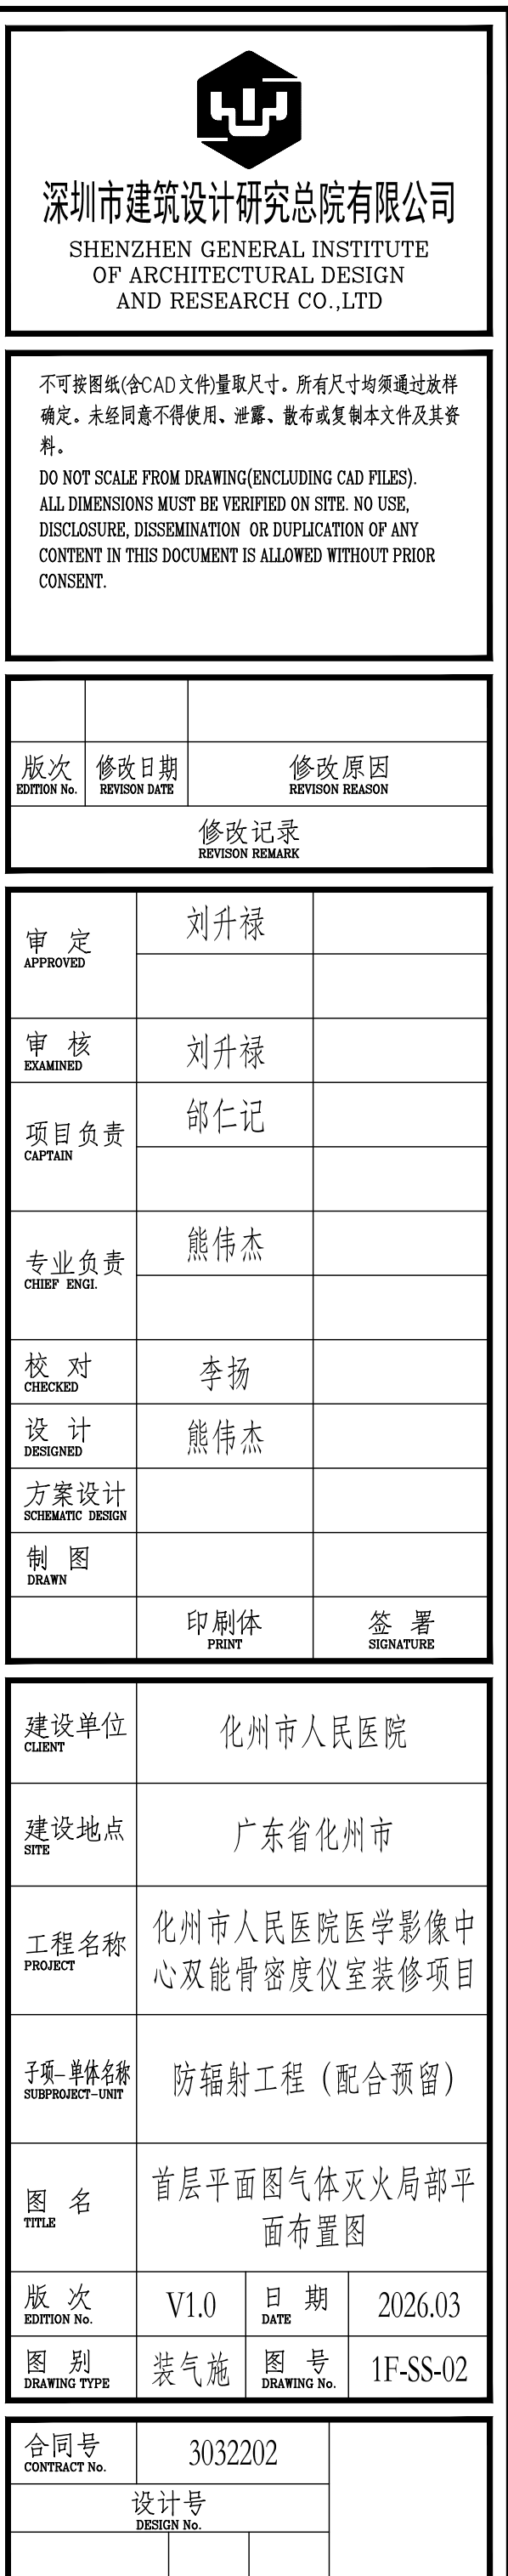 深圳市建筑设计研究总院有限公司
SHENZHEN GENERAL INSTITUTE
OF ARCHITECTURAL DESIGN
AND RESEARCH CO.,LTD
不可按图纸(含CAD文件)量取尺寸。所有尺寸均须通过放样
确定。未经同意不得使用、泄露、散布或复制本文件及其资
料。
DO NOT SCALE FROM DRAWING(ENCLUDING CAD FILES).
ALL DIMENSIONS MUST BE VERIFIED ON SITE. NO USE,
DISCLOSURE, DISSEMINATION OR DUPLICATION OF ANY
CONTENT IN THIS DOCUMENT IS ALLOWED WITHOUT PRIOR
CONSENT.
版次 修改日期 修改原因
EDITION No. REVISON DATE REVISON REASON
修改记录
REVISON REMARK
审 定 刘升禄
APPROVED
审 核 刘升禄
EXAMINED
项目负责 邰仁记
CAPTAIN
专业负责 熊伟杰
CHIEF ENGI.
校 对 李扬
CHECKED
设 计 熊伟杰
DESIGNED
方案设计
SCHEMATIC DESIGN
制 图
DRAWN
印刷体 签 署
PRINT SIGNATURE
建设单位 化州市人民医院
CLIENT
建设地点 广东省化州市
SITE
工程名称 化州市人民医院医学影像中
PROJECT 心双能骨密度仪室装修项目
子项-单体名称 防辐射工程（配合预留）
SUBPROJECT-UNIT
图 名 首层平面图气体灭火局部平
TITLE 面布置图
版 次 V1.0 日 期 2026.03
EDITION No. DATE
图 别 装气施 图 号 1F-SS-02
DRAWING TYPE DRAWING No.
合同号 3032202
CONTRACT No.
设计号
DESIGN No.